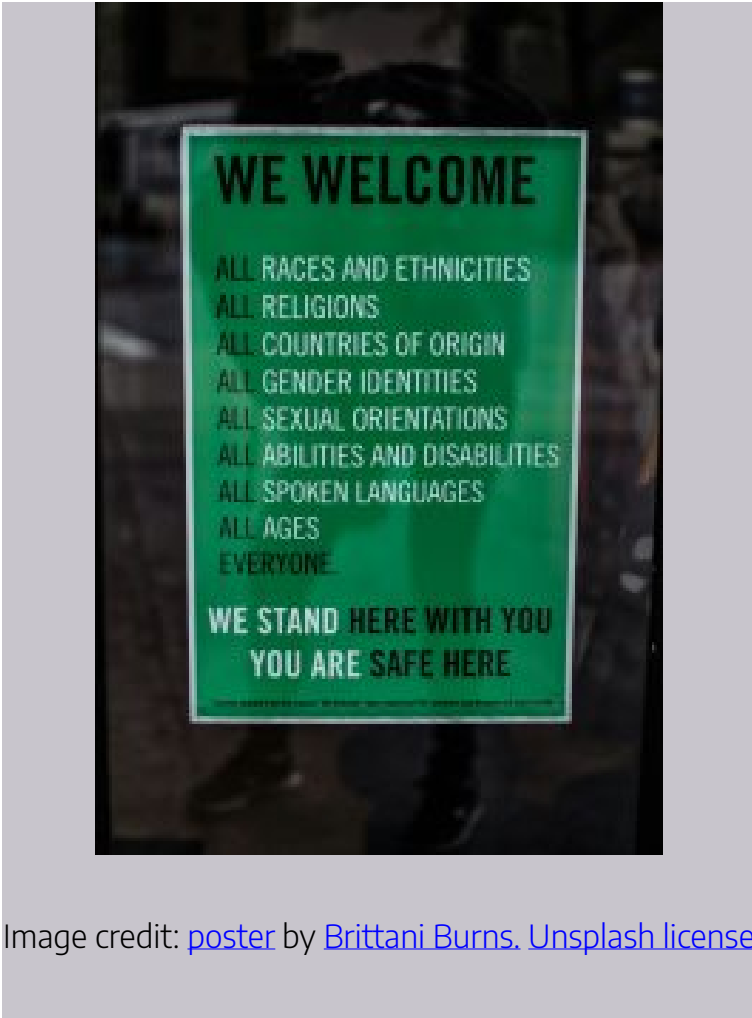 WE WELCOME
ALL RACES AND ETHNICITIES
ALL RELIGIONS
ALL COUNTRIES OF ORIGIN
ALL GENDER IDENTITIES
ALL SEXUAL ORIENTATIONS
ALL ABILITIES AND DISABILITIES
ALL SPOKEN LANGUAGES
ALL AGES
EVERYONE.
WE STAND HERE WITH YOU
YOU ARE SAFE HERE
Image credit: poster by Brittani Burns. Unsplash license